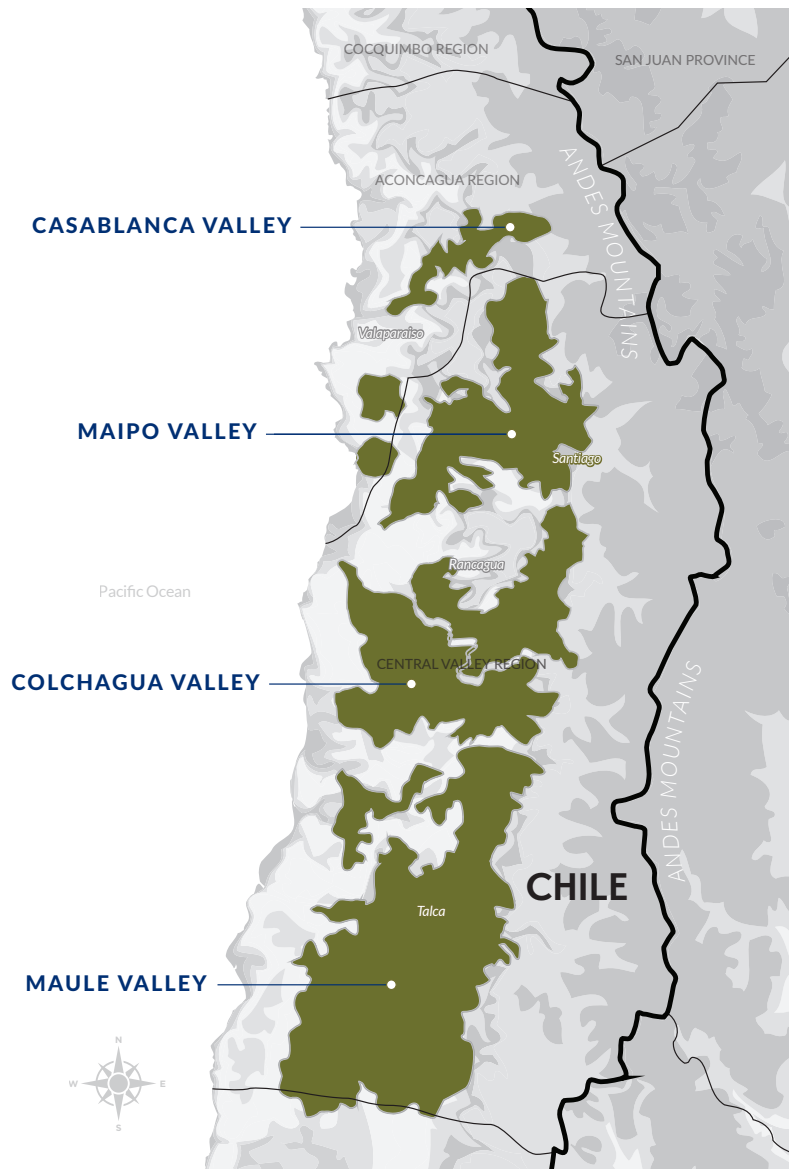 COCQUIMBO REGION
SAN JUAN PROVINCE
ANDES MOUNTAINS
ACONCAGUA REGION
CASABLANCA VALLEY
Valaparaiso
MAIPO VALLEY
Santiago
Rancagua
Pacific Ocean
CENTRAL VALLEY REGION
COLCHAGUA VALLEY
ANDES MOUNTAINS
CHILE
Talca
MAULE VALLEY
N
W E
S